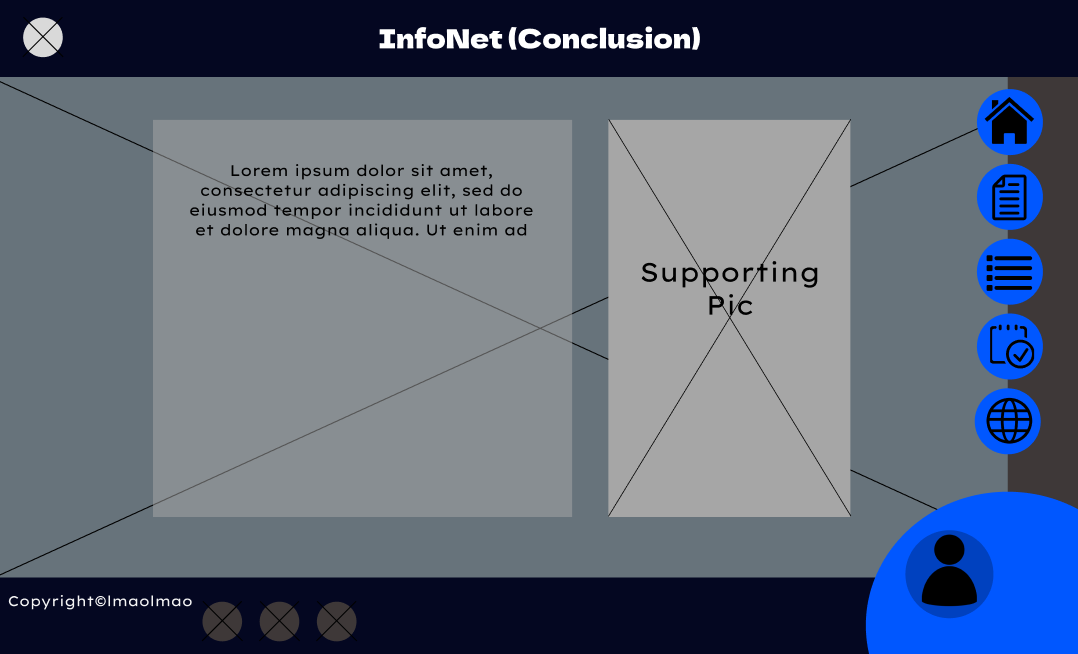 InfoNet (Conclusion)
Lorem ipsum dolor sit amet,
consectetur adipiscing elit, sed do
eiusmod tempor incididunt ut labore
et dolore magna aliqua. Ut enim ad
Supporting
Pic
Copyright©lmaolmao